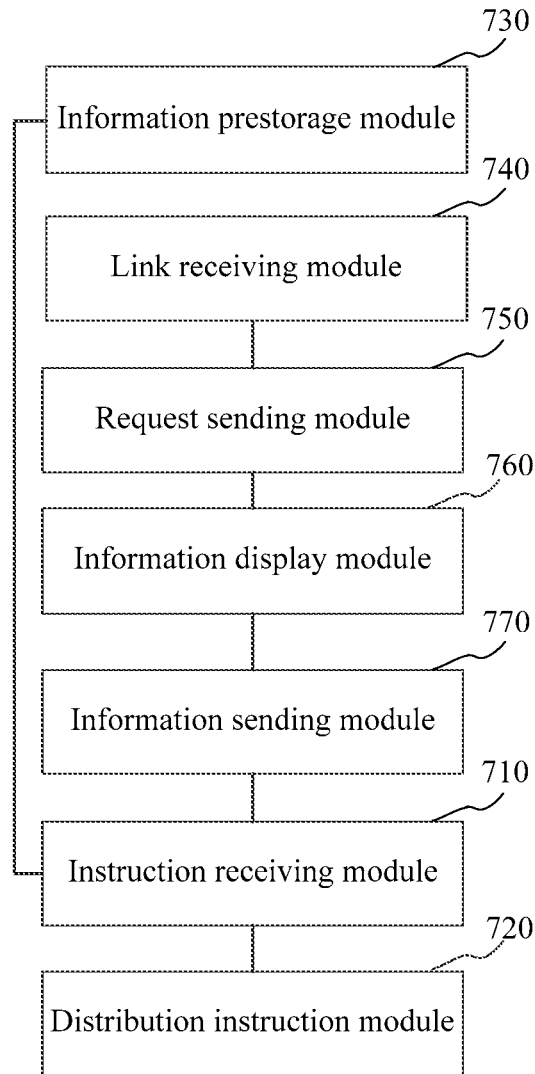 730
Information prestorage module
740
Link receiving module
750
Request sending module
760
Information display module
770
Information sending module
710
Instruction receiving module
720
Distribution instruction module